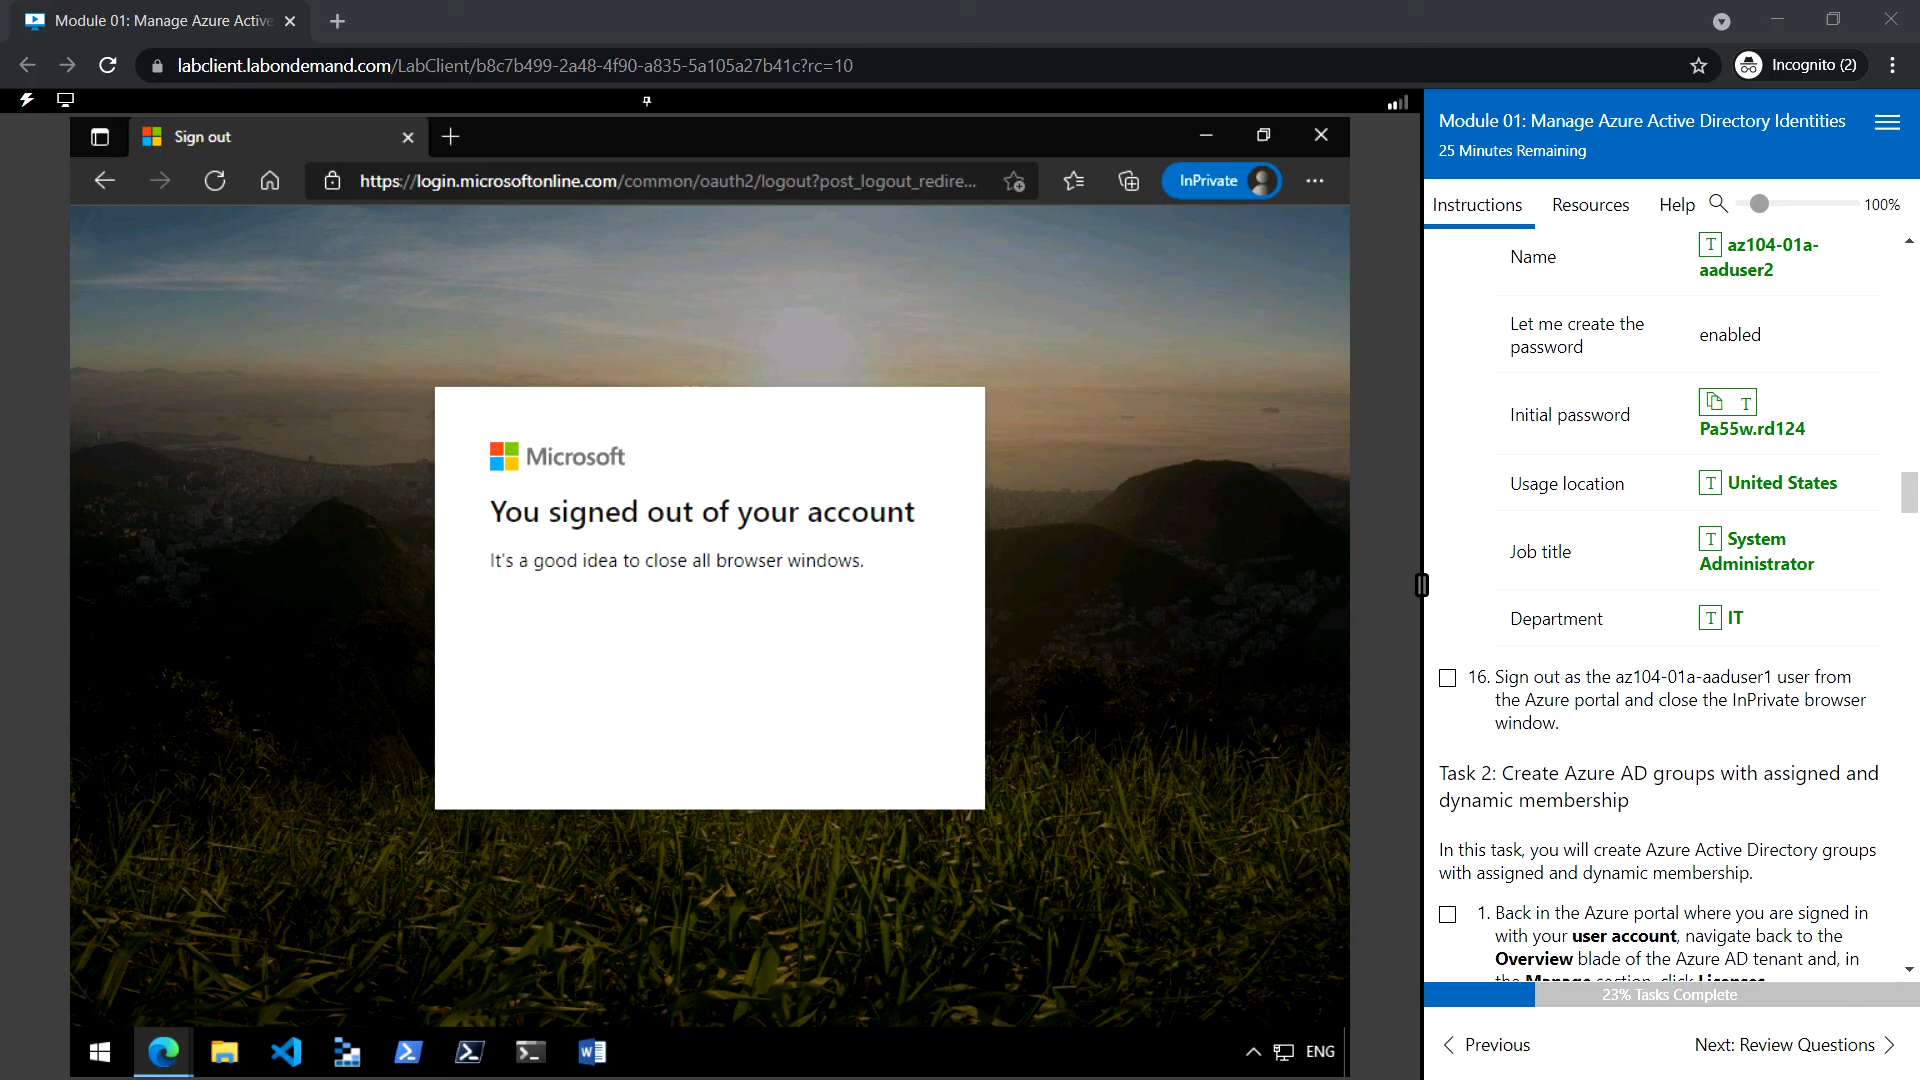 Module 01: Manage Azure Active
labclient.labondemand.com/LabClient/b8c7b499-2a48-4f90-a835-5a105a27b41c?rc=10
Incognito (2)
Sign out
https://login.microsoftonline.com/common/oauth2/logout?post_logout_redire...
InPrivate
Microsoft
You signed out of your account
It's a good idea to close all browser windows.
ENG
Module 01: Manage Azure Active Directory Identities
25 Minutes Remaining
Instructions Resources Help 100%
Name T az104-01a-
aaduser2
Let me create the
password enabled
Initial password T
Pa55w.rd124
Usage location T United States
Job title T System
Administrator
Department T IT
16. Sign out as the az104-01a-aaduser1 user from
the Azure portal and close the InPrivate browser
window.
Task 2: Create Azure AD groups with assigned and
dynamic membership
In this task, you will create Azure Active Directory groups
with assigned and dynamic membership.
1. Back in the Azure portal where you are signed in
with your user account, navigate back to the
Overview blade of the Azure AD tenant and, in
the Manage section, click Licenses
23% Tasks Complete
Previous
Next: Review Questions